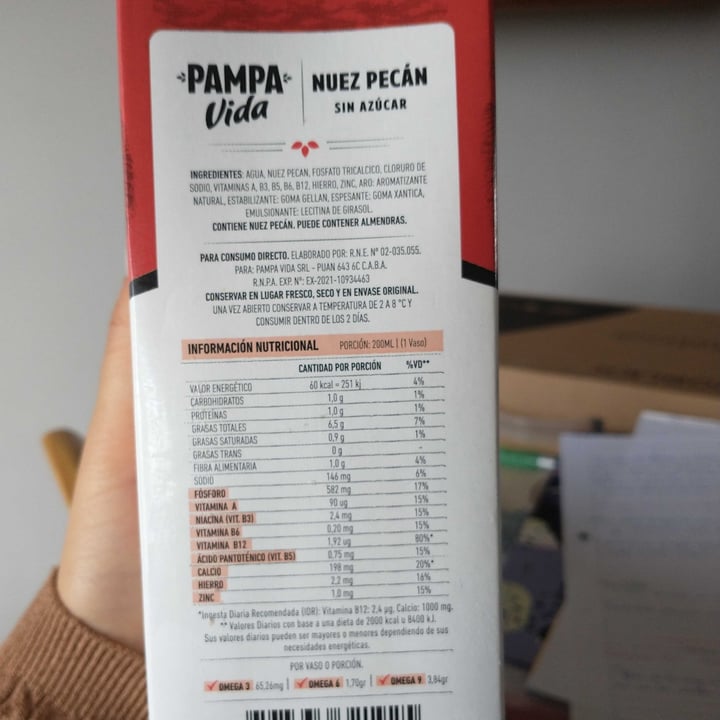 PAMPA Vida | NUEZ PECÁN
SIN AZÚCAR
INGREDIENTES: AGUA, NUEZ PECAN, FOSFATO TRICALCICO, CLORURO DE
SODIO, VITAMINAS A, B3, B5, B6, B12, HIERRO, ZINC, ARO: AROMATIZANTE
NATURAL, ESTABILIZANTE: GOMA GELLAN, ESPESANTE: GOMA XANTICA,
EMULSIONANTE: LECITINA DE GIRASOL.
CONTIENE NUEZ PECÁN. PUEDE CONTENER ALMENDRAS.
PARA CONSUMO DIRECTO. ELABORADO POR: R.N.E. Nº 02-035.055.
PARA: PAMPA VIDA SRL - PUAN 643 6C C.A.B.A.
R.N.P.A. EXP. Nº: EX-2021-10934463
CONSERVAR EN LUGAR FRESCO, SECO Y EN ENVASE ORIGINAL.
UNA VEZ ABIERTO CONSERVAR A TEMPERATURA DE 2 A 8 °C Y
CONSUMIR DENTRO DE LOS 2 DÍAS.
INFORMACIÓN NUTRICIONAL PORCIÓN: 200ML | (1 Vaso)
CANTIDAD POR PORCIÓN %VD**
VALOR ENERGÉTICO 60 kcal = 251 kj 4%
CARBOHIDRATOS 1,0 g 1%
PROTEÍNAS 1,0 g 1%
GRASAS TOTALES 6,5 g 7%
GRASAS SATURADAS 0,9 g 1%
GRASAS TRANS 0 g -
FIBRA ALIMENTARIA 1,0 g 4%
SODIO 146 mg 6%
FÓSFORO 582 mg 17%
VITAMINA A 90 ug 15%
NIACINA (VIT. B3) 2,4 mg 15%
VITAMINA B6 0,20 mg 15%
VITAMINA B12 1,92 ug 80%*
ÁCIDO PANTOTÉNICO (VIT. B5) 0,75 mg 15%
CALCIO 198 mg 20%*
HIERRO 2,2 mg 16%
ZINC 1,0 mg 15%
*Ingesta Diaria Recomendada (IDR): Vitamina B12: 2,4 µg, Calcio: 1000 mg.
** Valores Diarios con base a una dieta de 2000 kcal u 8400 kJ.
Sus valores diarios pueden ser mayores o menores dependiendo de sus
necesidades energéticas.
POR VASO O PORCIÓN.
OMEGA 3 65,26mg | OMEGA 6 1,70gr | OMEGA 9 3,84gr